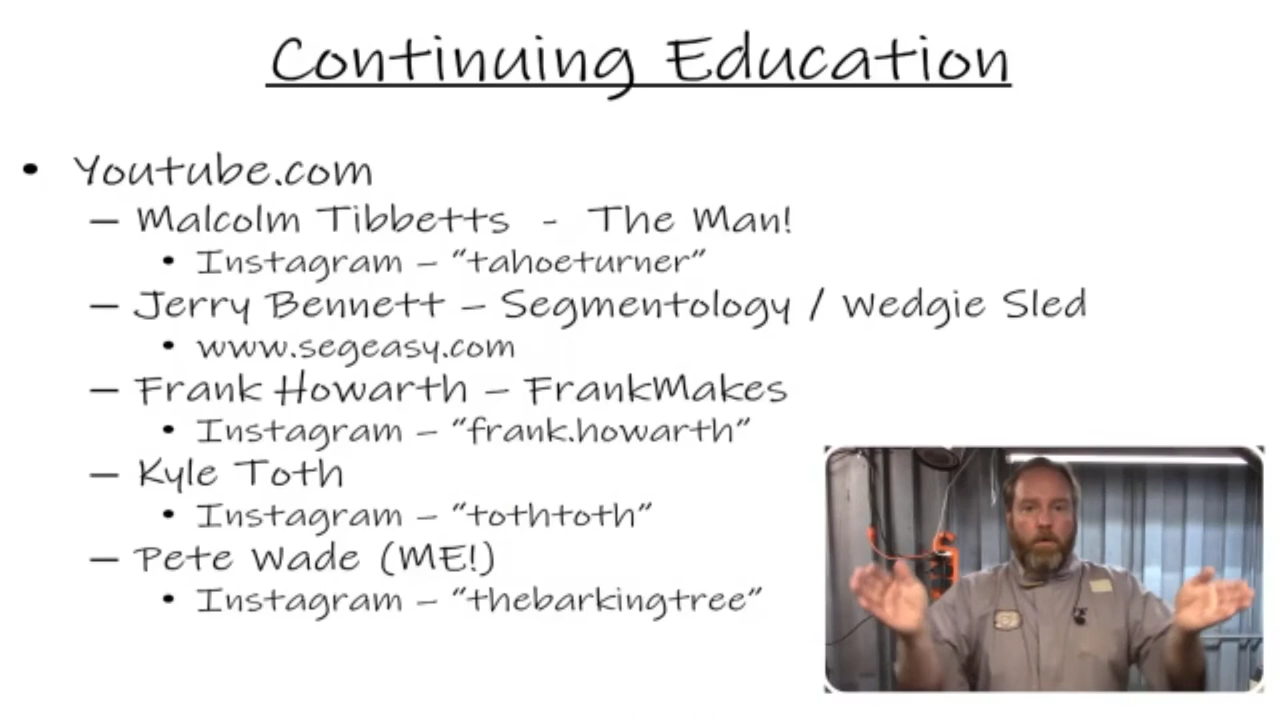 Continuing Education
• Youtube.com
– Malcolm Tibbetts - The Man!
• Instagram – "tahoeturner"
– Jerry Bennett – Segmentology / Wedgie Sled
• www.segeasy.com
– Frank Howarth – FrankMakes
• Instagram – "frank.howarth"
– Kyle Toth
• Instagram – "tothtoth"
– Pete Wade (ME!)
• Instagram – "thebarkingtree"